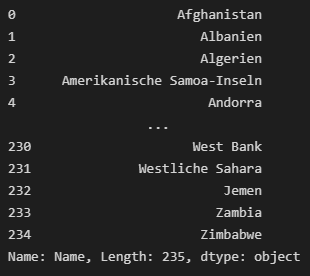 0 Afghanistan
1 Albanien
2 Algerien
3 Amerikanische Samoa-Inseln
4 Andorra
...
230 West Bank
231 Westliche Sahara
232 Jemen
233 Zambia
234 Zimbabwe
Name: Name, Length: 235, dtype: object